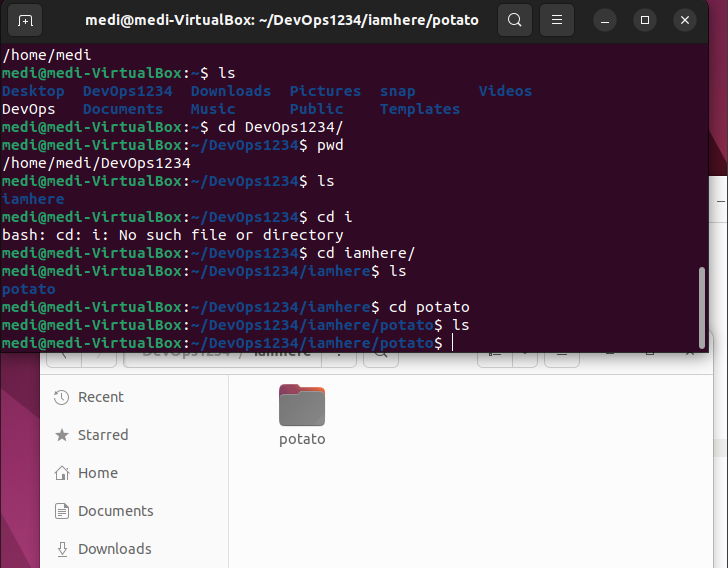 medi@medi-VirtualBox: ~/DevOps1234/iamhere/potato
/home/medi
medi@medi-VirtualBox:~$ ls
Desktop DevOps1234 Downloads Pictures snap Videos
DevOps Documents Music Public Templates
medi@medi-VirtualBox:~$ cd DevOps1234/
medi@medi-VirtualBox:~/DevOps1234$ pwd
/home/medi/DevOps1234
medi@medi-VirtualBox:~/DevOps1234$ ls
iamhere
medi@medi-VirtualBox:~/DevOps1234$ cd i
bash: cd: i: No such file or directory
medi@medi-VirtualBox:~/DevOps1234$ cd iamhere/
medi@medi-VirtualBox:~/DevOps1234/iamhere$ ls
potato
medi@medi-VirtualBox:~/DevOps1234/iamhere$ cd potato
medi@medi-VirtualBox:~/DevOps1234/iamhere/potato$ ls
medi@medi-VirtualBox:~/DevOps1234/iamhere/potato$
DevOps1234 / iamhere
Recent
Starred
Home
Documents
Downloads
potato